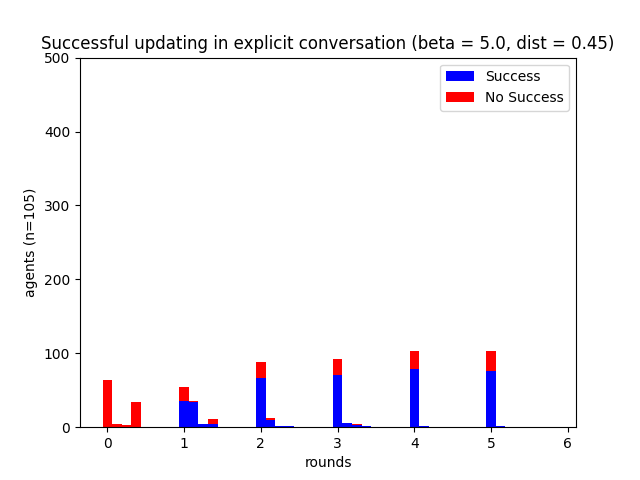 Successful updating in explicit conversation (beta = 5.0, dist = 0.45)
500
400
300
200
100
0
agents (n=105)
Success
No Success
0 1 2 3 4 5 6
rounds